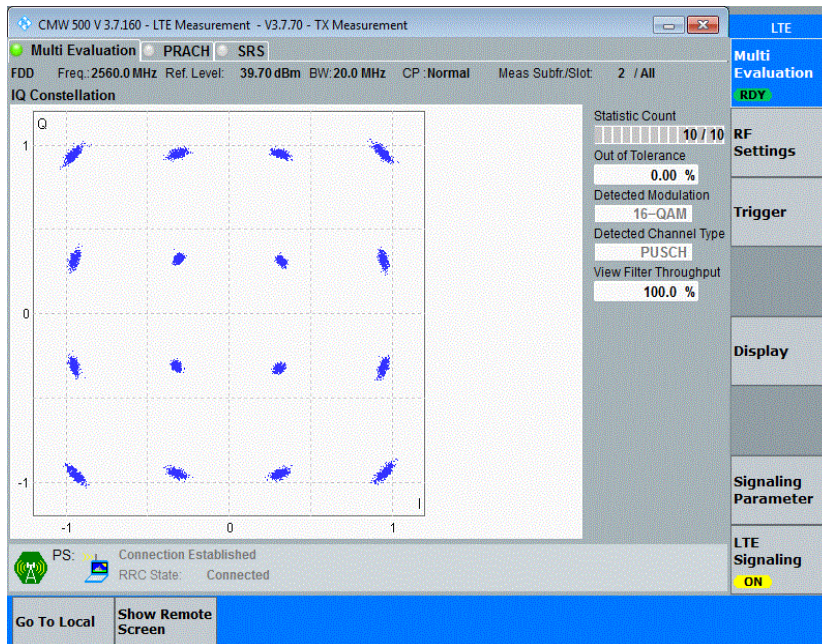 CMW 500 V 3.7.160 - LTE Measurement - V3.7.70 - TX Measurement
LTE
Multi Evaluation PRACH SRS
Multi
Evaluation
RDY
FDD Freq.: 2560.0 MHz Ref. Level: 39.70 dBm BW: 20.0 MHz CP : Normal Meas Subfr./Slot: 2 / All
IQ Constellation
Q
1
0
-1
-1 0 1
I
Statistic Count
10 / 10
Out of Tolerance
0.00 %
Detected Modulation
16-QAM
Detected Channel Type
PUSCH
View Filter Throughput
100.0 %
RF
Settings
Trigger
Display
Signaling
Parameter
LTE
Signaling
ON
PS: Connection Established
RRC State: Connected
Go To Local
Show Remote
Screen